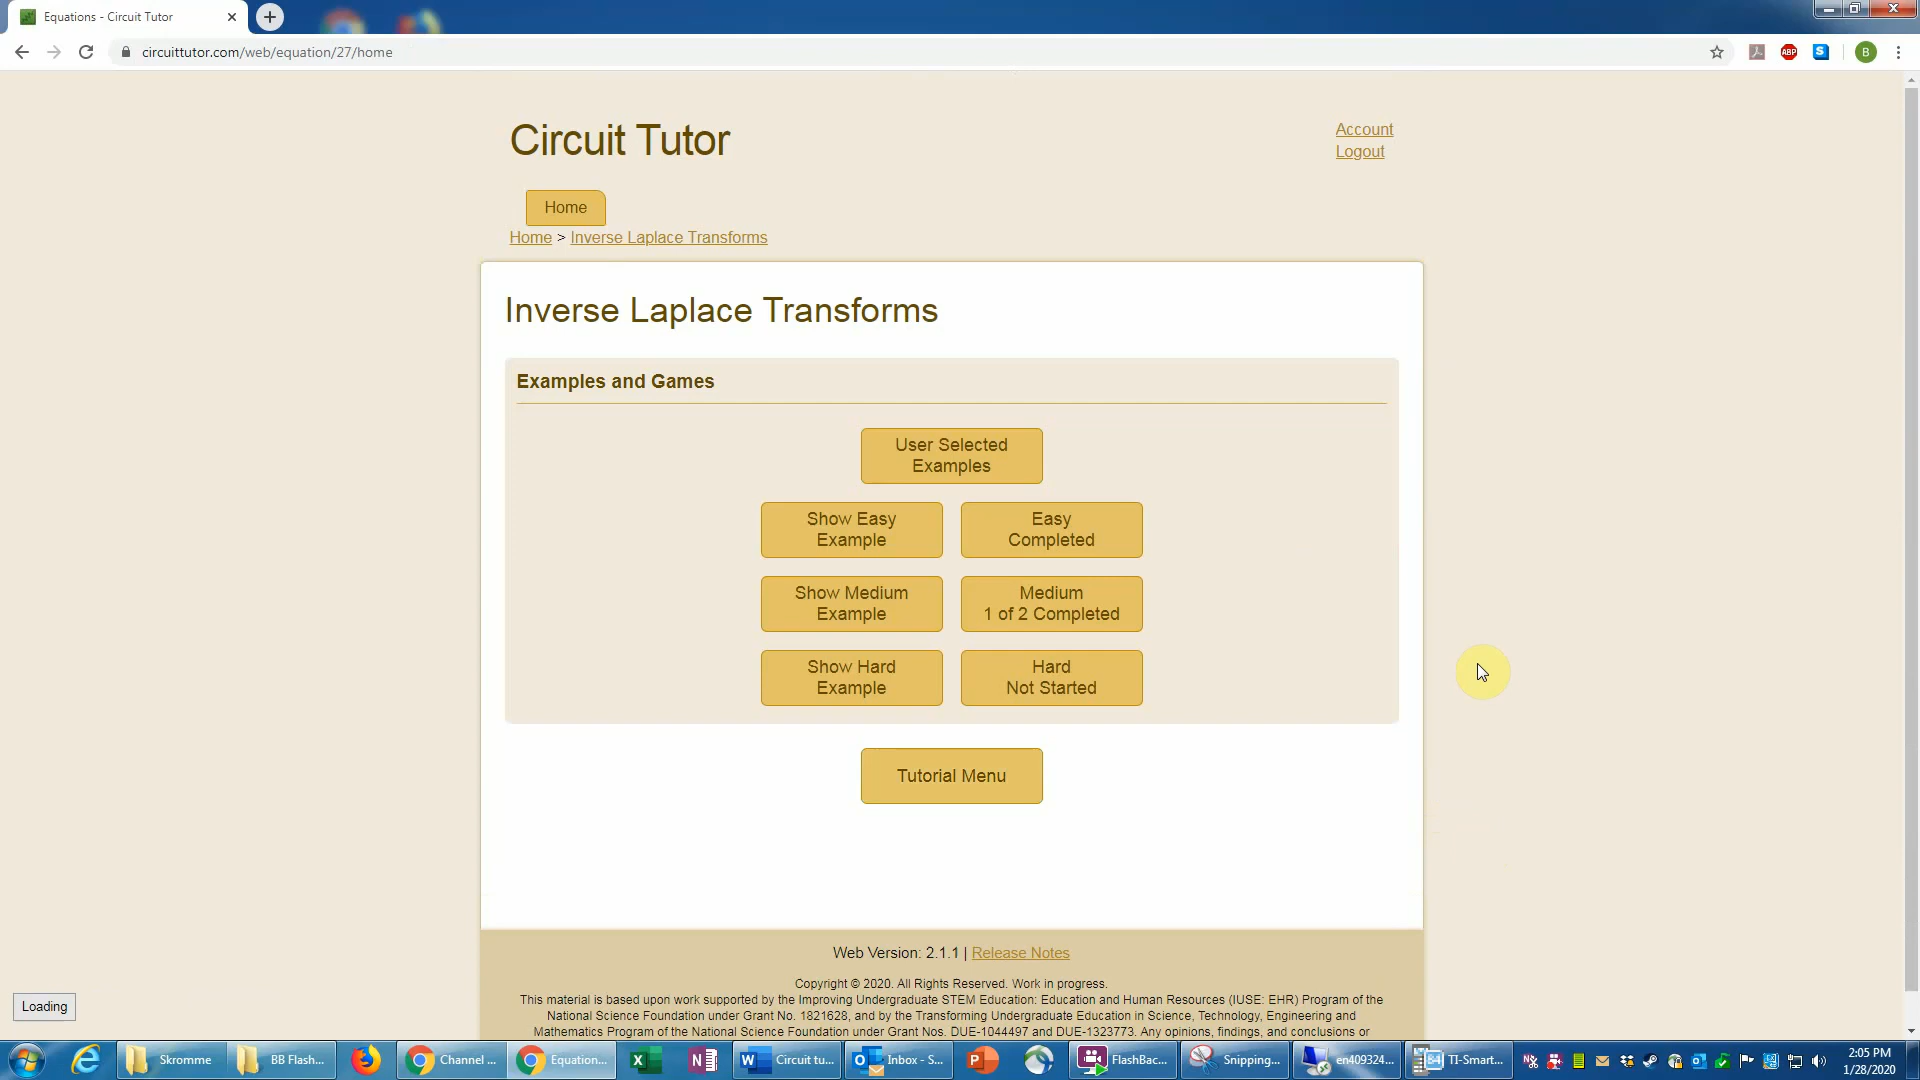 Equations - Circuit Tutor
circuittutor.com/web/equation/27/home
ABP
S
B
Circuit Tutor
Account
Logout
Home
Home > Inverse Laplace Transforms
Inverse Laplace Transforms
Examples and Games
User Selected
Examples
Show Easy
Example
Easy
Completed
Show Medium
Example
Medium
1 of 2 Completed
Show Hard
Example
Hard
Not Started
Tutorial Menu
Web Version: 2.1.1 | Release Notes
Copyright © 2020. All Rights Reserved. Work in progress.
This material is based upon work supported by the Improving Undergraduate STEM Education: Education and Human Resources (IUSE: EHR) Program of the
National Science Foundation under Grant No. 1821628, and by the Transforming Undergraduate Education in Science, Technology, Engineering and
Mathematics Program of the National Science Foundation under Grant Nos. DUE-1044497 and DUE-1323773. Any opinions, findings, and conclusions or
Loading
Skromme
BB Flash...
Channel ...
Equation...
Circuit tu...
Inbox - S...
FlashBac...
Snipping...
en409324...
TI-Smart...
2:05 PM
1/28/2020